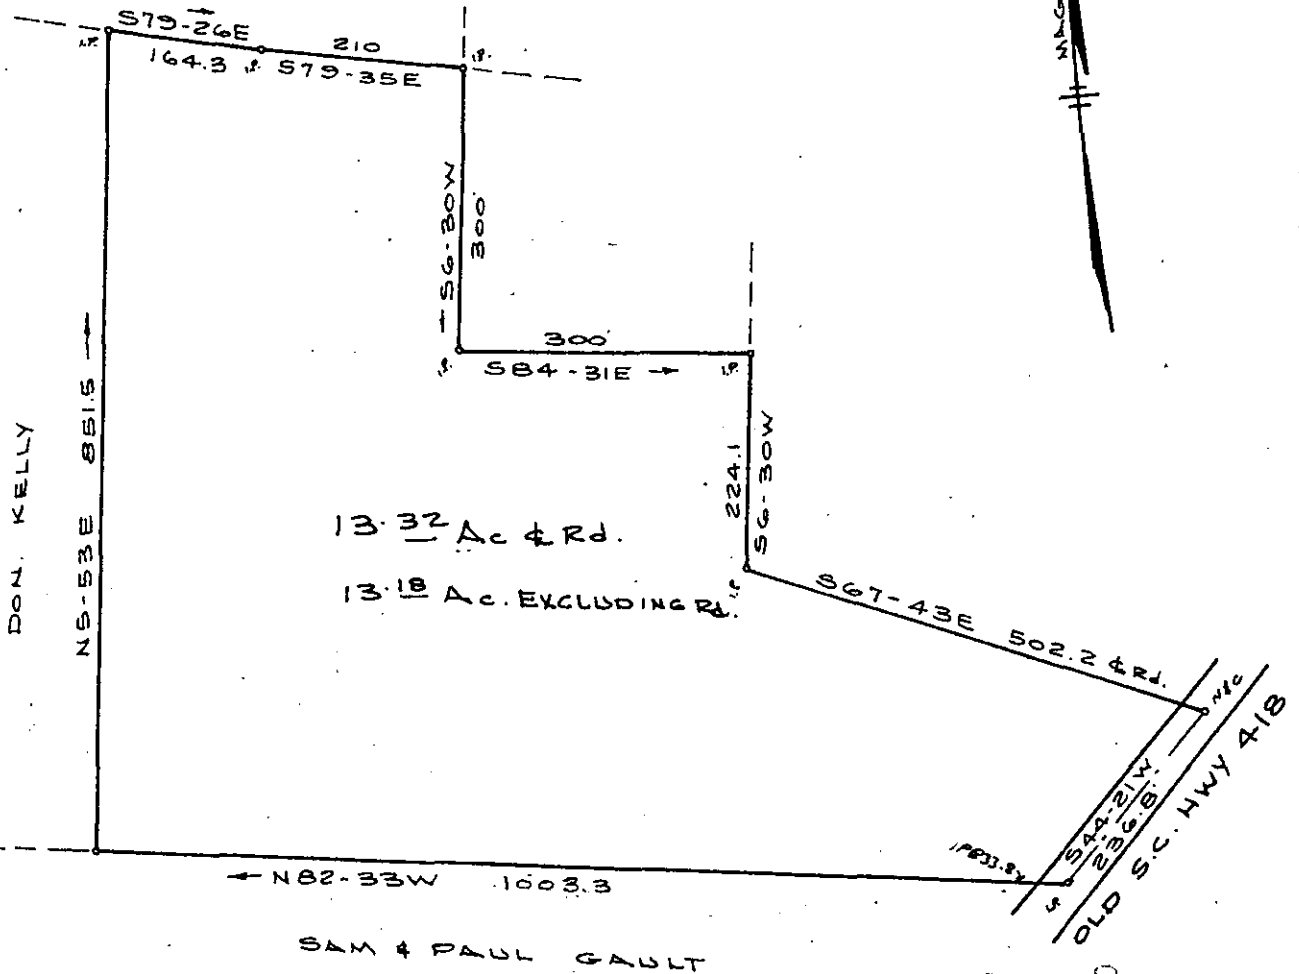 MAG
S79-26E
164.3
I.P.
210
S79-35E
I.P.
I.P.
S6-30W
300'
300'
S84-31E
I.P.
I.P.
224.1
S6-30W
I.P.
DON. KELLY
N5-53E 851.5
13.32 Ac ℄ Rd.
13.18 Ac. EXCLUDING Rd.
S67-43E 502.2 ℄ Rd.
N&C
S44-21W
236.8
OLD S.C. HWY 418
I.P.
N82-33W 1003.3
SAM & PAUL GAULT